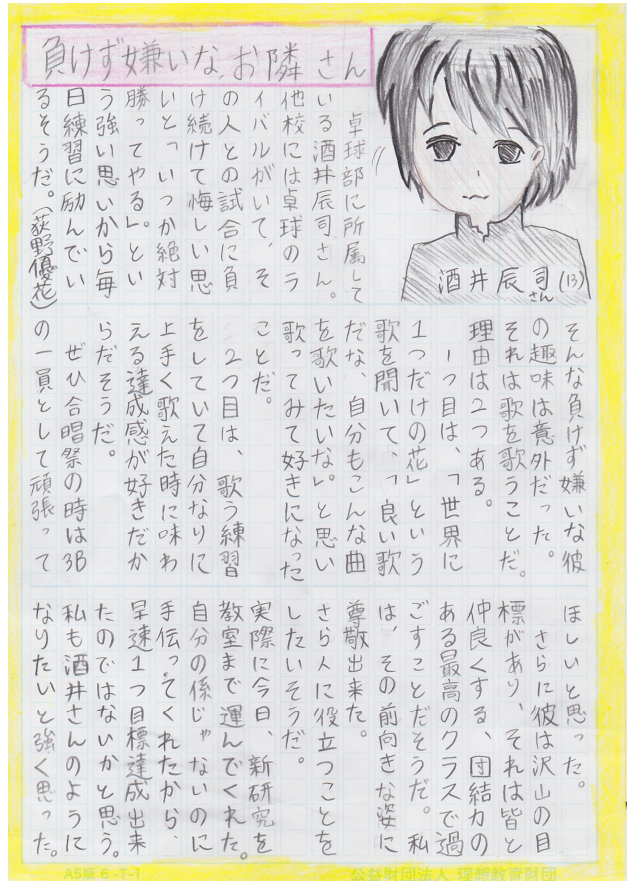 負けず嫌いな、お隣さん
酒井辰司さん(13)
卓球部に所属して
いる酒井辰司さん。
他校には卓球のラ
イバルがいて、そ
の人との試合に負
け続けて悔しい思
いと「いつか絶対
勝ってやる」。とい
う強い思いから毎
日練習に励んでい
るそうだ。(荻野優花)
そんな負けず嫌いな彼
の趣味は意外だった。
それは歌を歌うことだ。
理由は2つある。
1つ目は、「世界に
1つだけの花」という
歌を聞いて、「良い歌
だな、自分もこんな曲
を歌いたいな」。と思い
歌ってみて好きになった
ことだ。
2つ目は、歌う練習
をしていて自分なりに
上手く歌えた時に味わ
える達成感が好きだか
らだそうだ。
ぜひ合唱祭の時は3B
の一員として頑張って
ほしいと思った。
さらに彼は沢山の目
標があり、それは皆と
仲良くする、団結力の
ある最高のクラスで過
ごすことだそうだ。私
は、その前向きな姿に
尊敬出来た。
さら人に役立つことを
したいそうだ。
実際に今日、新研究を
教室まで運んでくれた。
自分の係じゃないのに
手伝ってくれたから、
早速1つ目標達成出来
たのではないかと思う。
私も酒井さんのように
なりたいと強く思った。
A5版 6-T-1
公益財団法人 理想教育財団